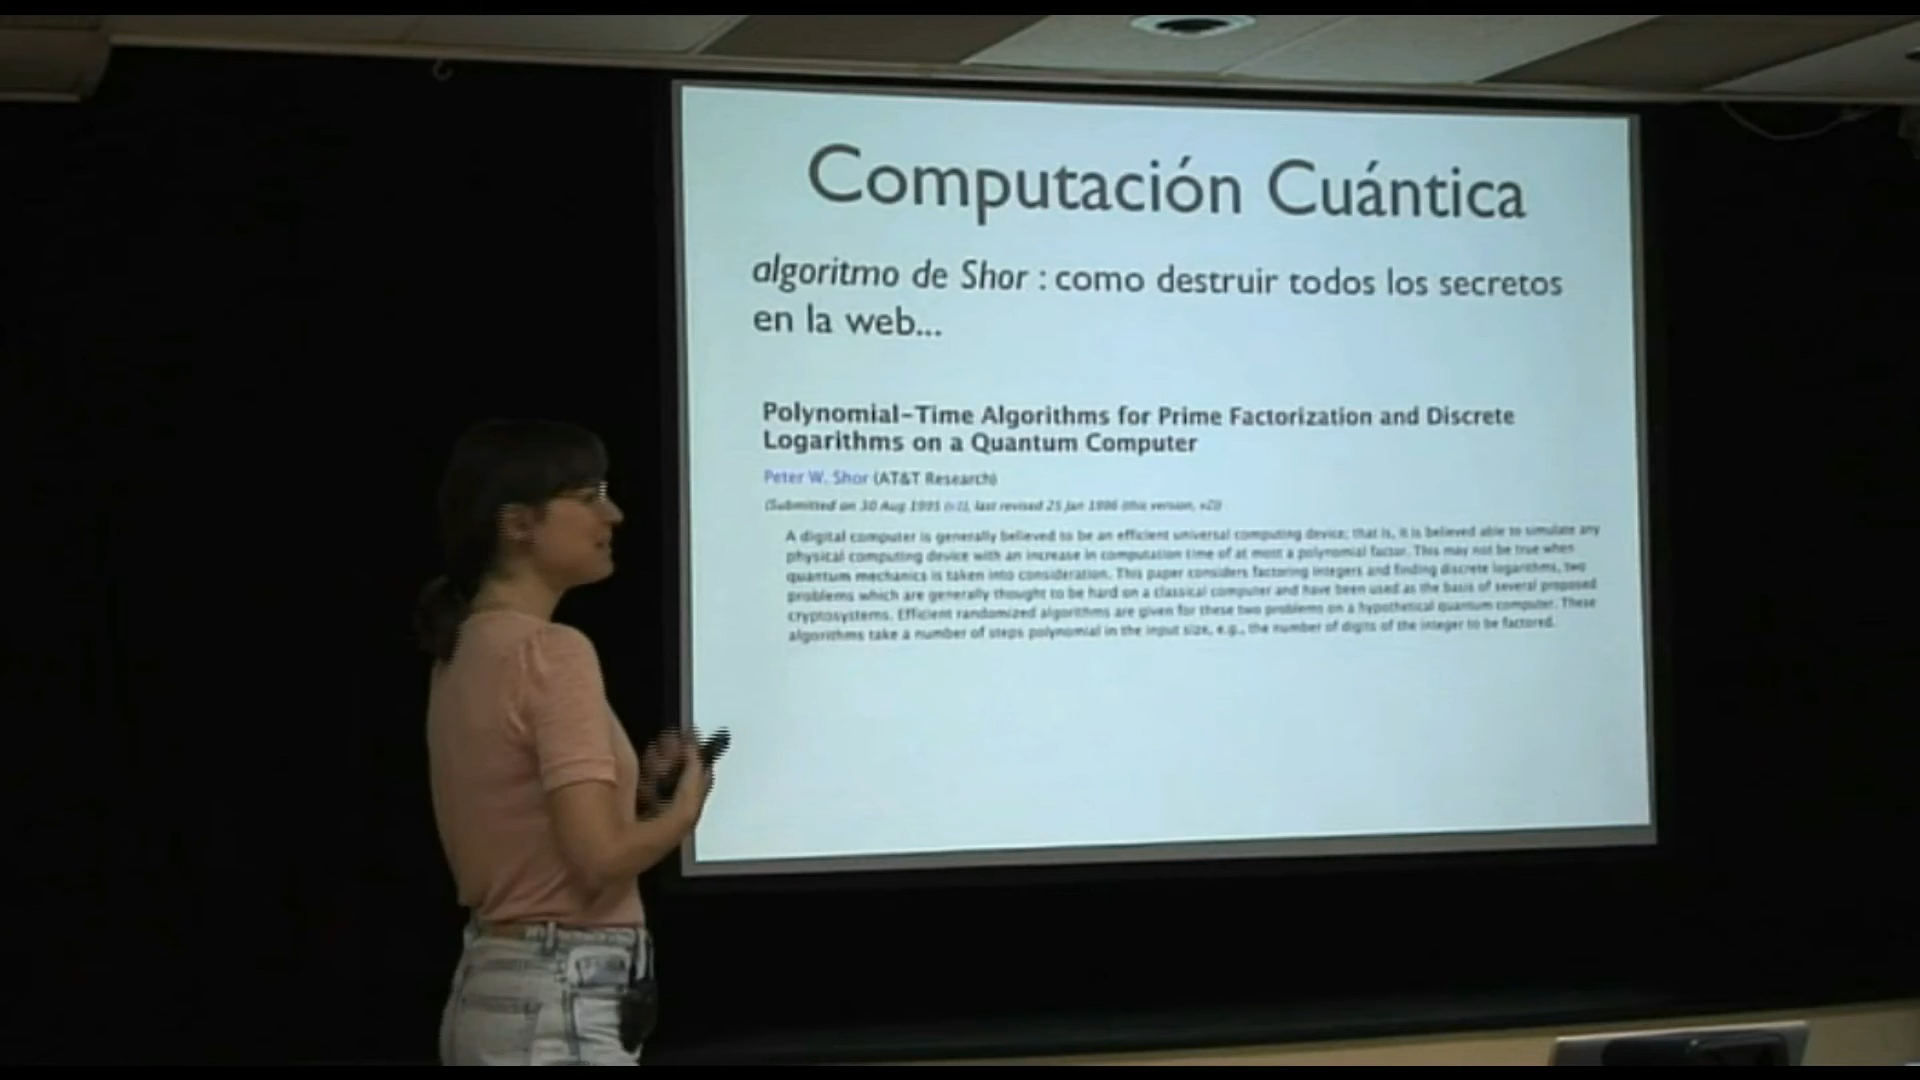 Computación Cuántica
algoritmo de Shor : como destruir todos los secretos
en la web...
Polynomial-Time Algorithms for Prime Factorization and Discrete
Logarithms on a Quantum Computer
Peter W. Shor (AT&T Research)
(Submitted on 30 Aug 1995 (v1), last revised 25 Jan 1996 (this version, v2))
A digital computer is generally believed to be an efficient universal computing device; that is, it is believed able to simulate any
physical computing device with an increase in computation time of at most a polynomial factor. This may not be true when
quantum mechanics is taken into consideration. This paper considers factoring integers and finding discrete logarithms, two
problems which are generally thought to be hard on a classical computer and have been used as the basis of several proposed
cryptosystems. Efficient randomized algorithms are given for these two problems on a hypothetical quantum computer. These
algorithms take a number of steps polynomial in the input size, e.g., the number of digits of the integer to be factored.